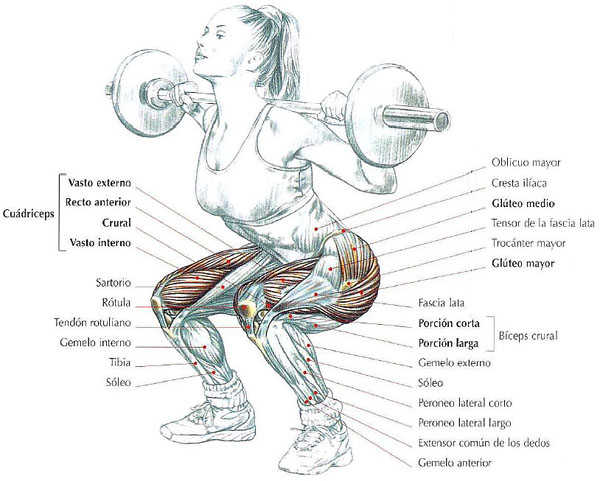 Vasto externo
Recto anterior
Cuádriceps
Crural
Vasto interno
Sartorio
Rótula
Tendón rotuliano
Gemelo interno
Tibia
Sóleo
Oblicuo mayor
Cresta ilíaca
Glúteo medio
Tensor de la fascia lata
Trocánter mayor
Glúteo mayor
Fascia lata
Porción corta
Bíceps crural
Porción larga
Gemelo externo
Sóleo
Peroneo lateral corto
Peroneo lateral largo
Extensor común de los dedos
Gemelo anterior